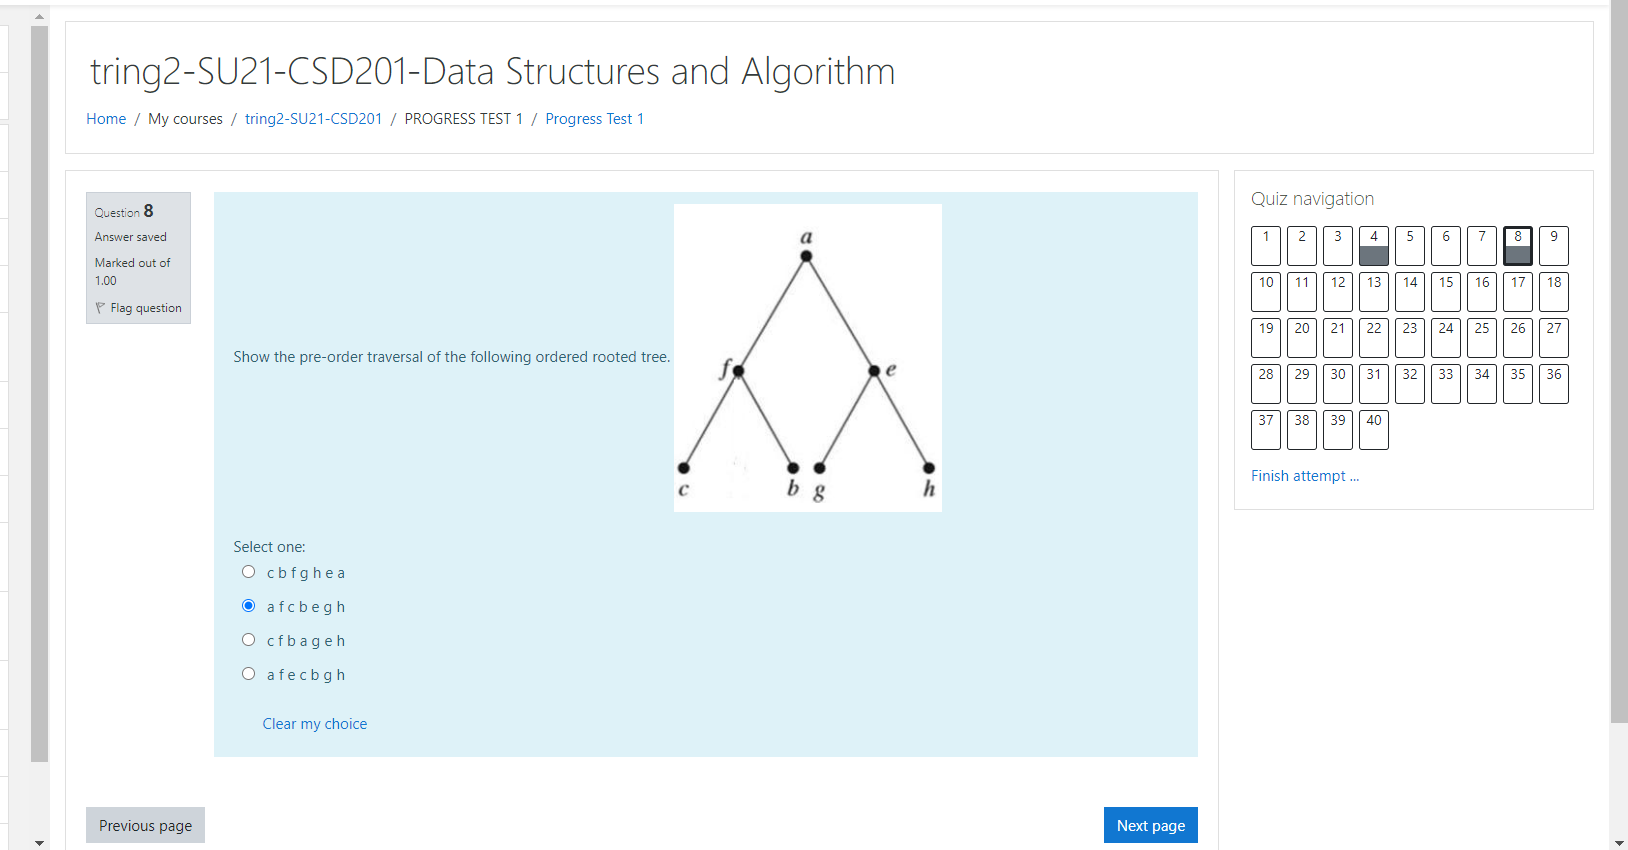 tring2-SU21-CSD201-Data Structures and Algorithm
Home / My courses / tring2-SU21-CSD201 / PROGRESS TEST 1 / Progress Test 1
Question 8
Answer saved
Marked out of
1.00
Flag question
Show the pre-order traversal of the following ordered rooted tree.
a
f
e
c
b
g
h
Select one:
c b f g h e a
a f c b e g h
c f b a g e h
a f e c b g h
Clear my choice
Previous page
Next page
Quiz navigation
1 2 3 4 5 6 7 8 9
10 11 12 13 14 15 16 17 18
19 20 21 22 23 24 25 26 27
28 29 30 31 32 33 34 35 36
37 38 39 40
Finish attempt ...